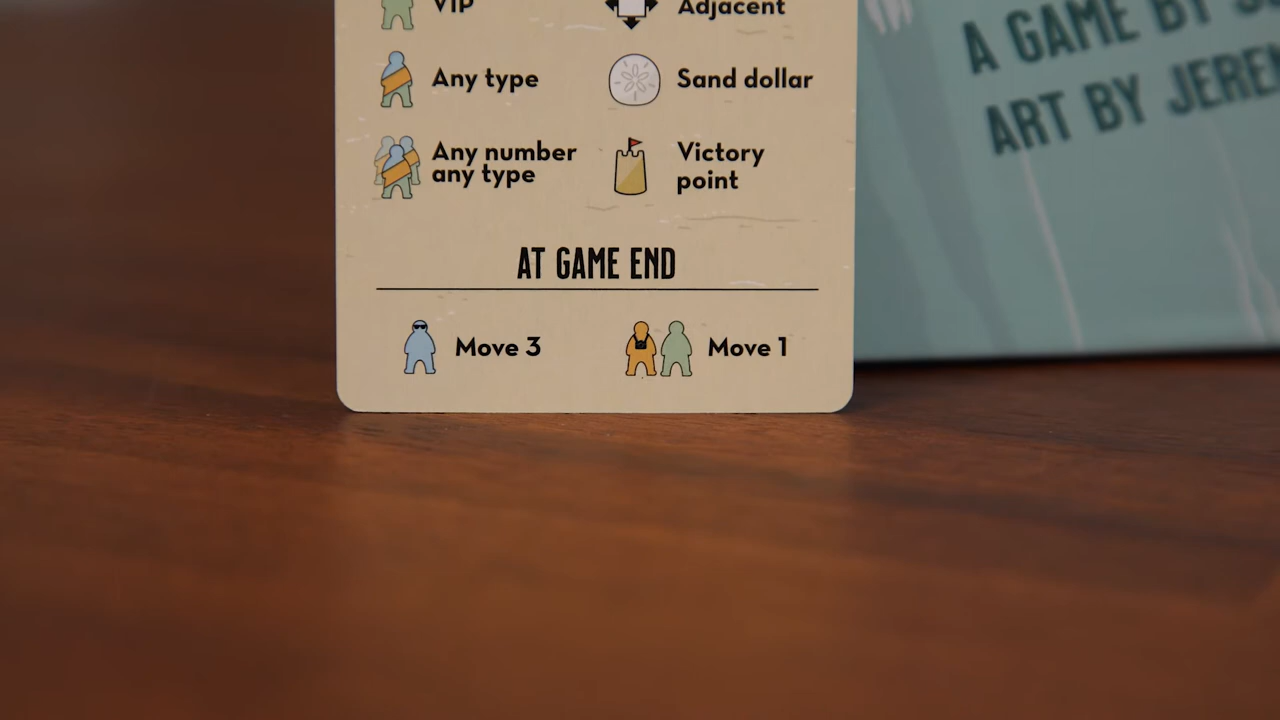 VIP
Adjacent
Any type
Sand dollar
Any number
any type
Victory
point
AT GAME END
Move 3
Move 1
A GAME BY
ART BY